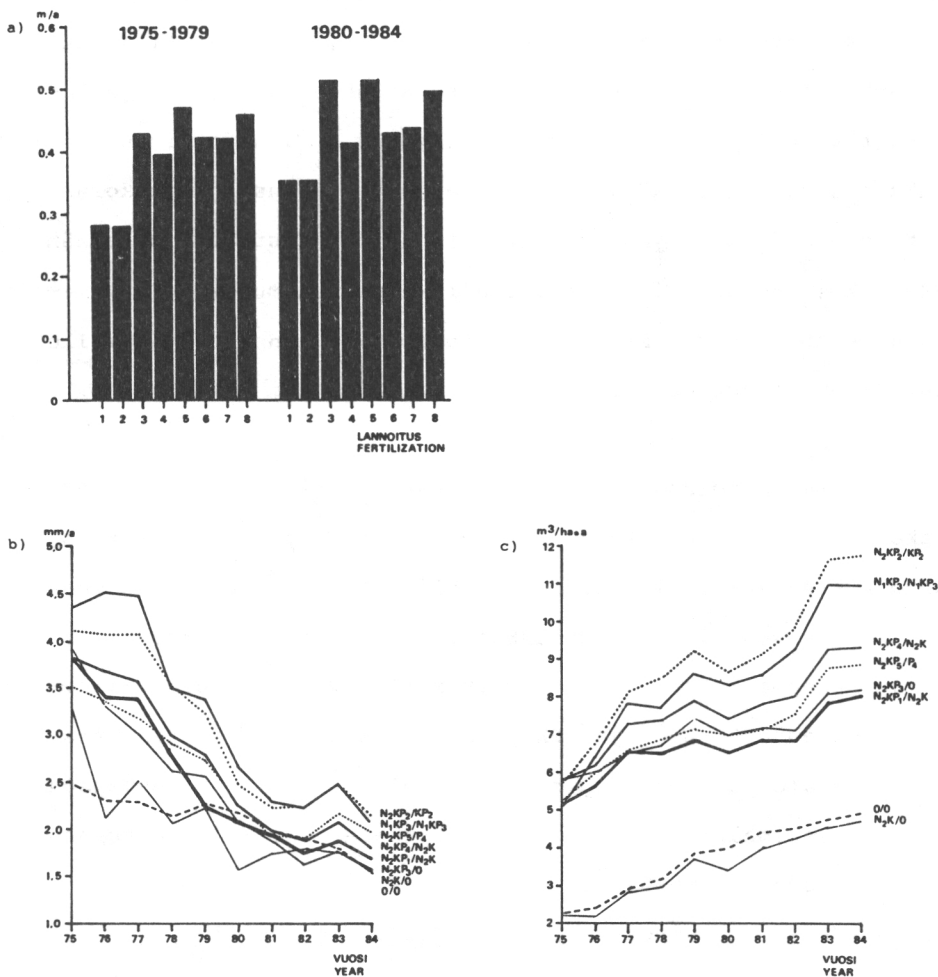 a)
m/a
1975-1979
1980-1984
0,6
0,5
0,4
0,3
0,2
0,1
0
1 2 3 4 5 6 7 8
1 2 3 4 5 6 7 8
LANNOITUS
FERTILIZATION
b)
mm/a
5,0
4,5
4,0
3,5
3,0
2,5
2,0
1,5
1,0
75 76 77 78 79 80 81 82 83 84
VUOSI
YEAR
N₂KP₂/KP₂
N₁KP₃/N₁KP₃
N₂KP₅/P₄
N₂KP₄/N₂K
N₂KP₁/N₂K
N₂KP₃/0
N₂K/0
0/0
c)
m³/ha•a
12
11
10
9
8
7
6
5
4
3
2
75 76 77 78 79 80 81 82 83 84
VUOSI
YEAR
N₂KP₂/KP₂
N₁KP₃/N₁KP₃
N₂KP₄/N₂K
N₂KP₅/P₄
N₂KP₃/0
N₂KP₁/N₂K
0/0
N₂K/0